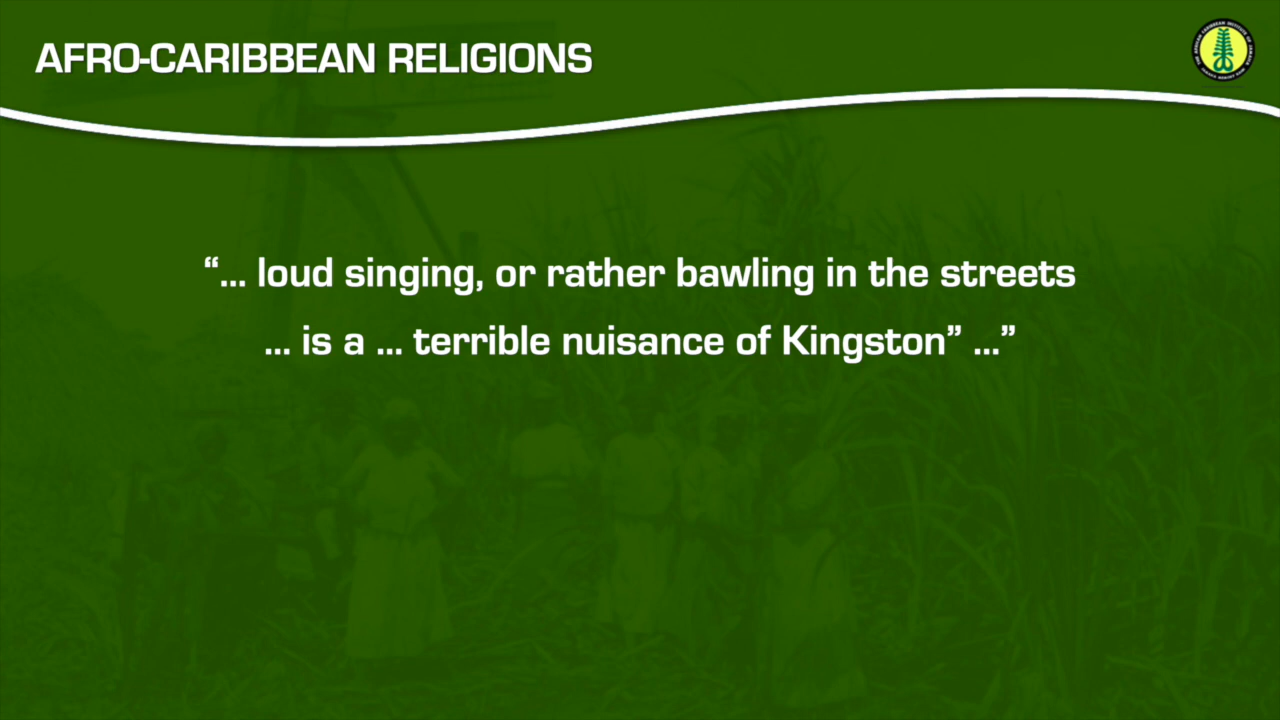 AFRO-CARIBBEAN RELIGIONS
“... loud singing, or rather bawling in the streets
... is a ... terrible nuisance of Kingston” ...”